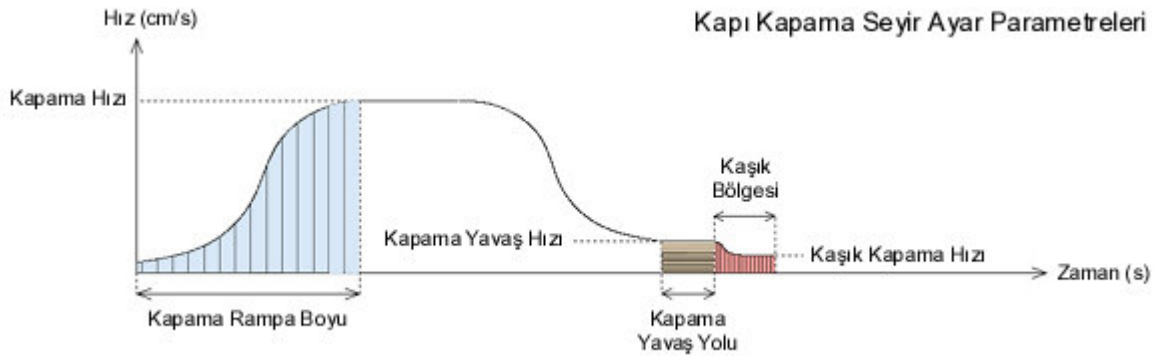 Hız (cm/s)
Kapı Kapama Seyir Ayar Parametreleri
Kapama Hızı
Kaşık
Bölgesi
Kapama Yavaş Hızı
Kaşık Kapama Hızı
Zaman (s)
Kapama Rampa Boyu
Kapama
Yavaş Yolu